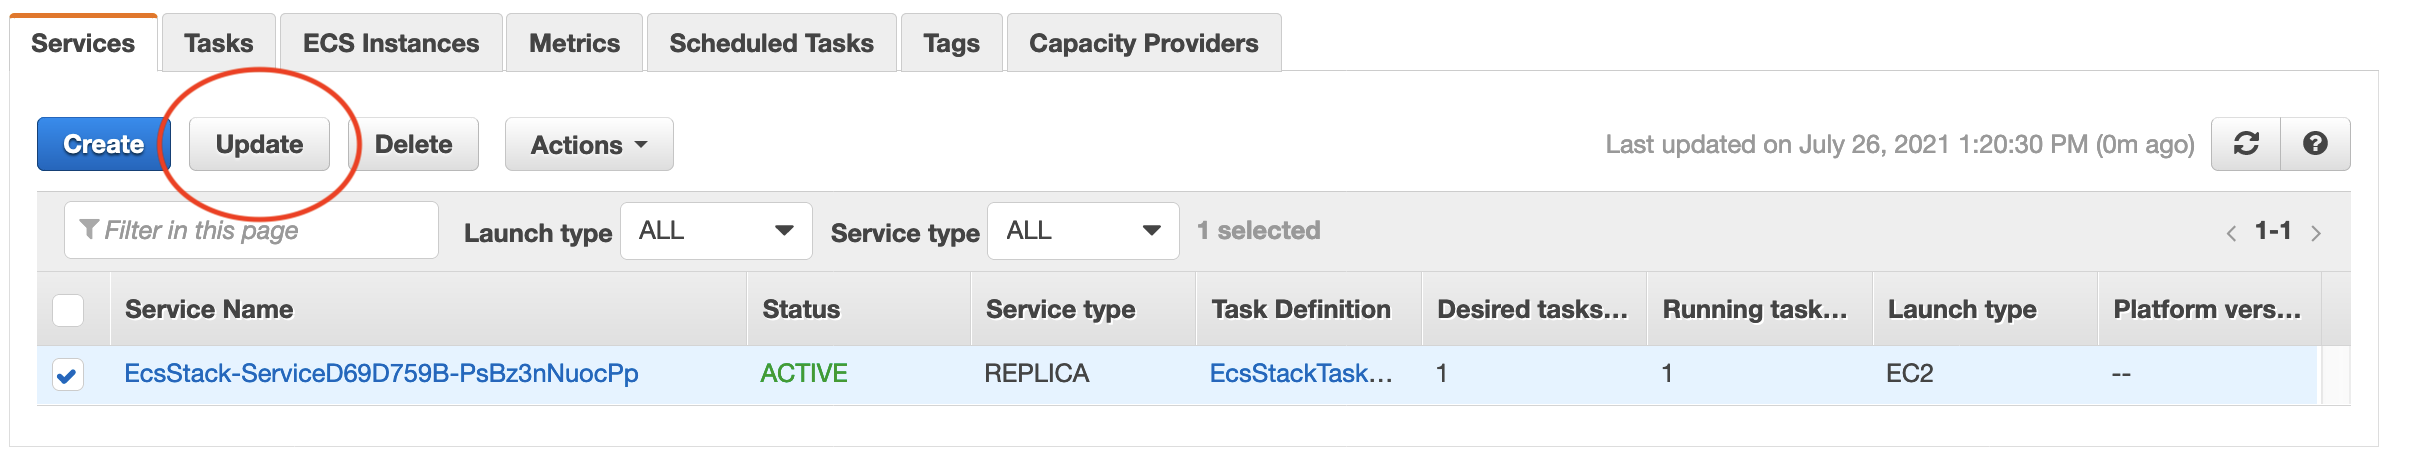 Services Tasks ECS Instances Metrics Scheduled Tasks Tags Capacity Providers
Create Update Delete Actions Last updated on July 26, 2021 1:20:30 PM (0m ago) ?
Filter in this page Launch type ALL Service type ALL 1 selected < 1-1 >
Service Name Status Service type Task Definition Desired tasks... Running task... Launch type Platform vers...
EcsStack-ServiceD69D759B-PsBz3nNuocPp ACTIVE REPLICA EcsStackTask... 1 1 EC2 --